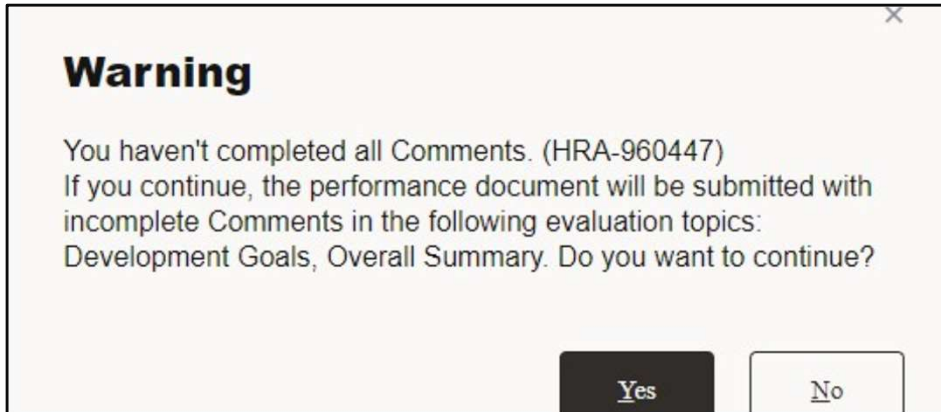 Warning
You haven't completed all Comments. (HRA-960447)
If you continue, the performance document will be submitted with
incomplete Comments in the following evaluation topics:
Development Goals, Overall Summary. Do you want to continue?
Yes No